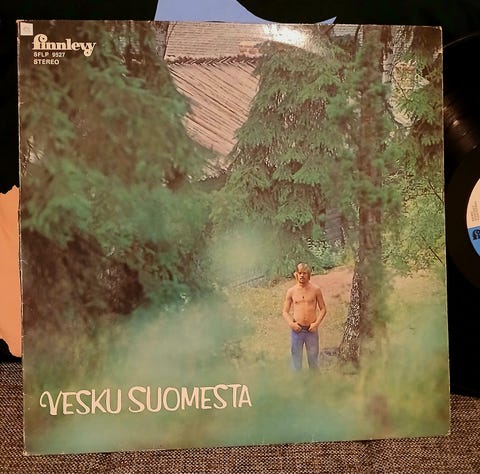 finnlevy
SFLP 9527
STEREO
VESKU SUOMESTA